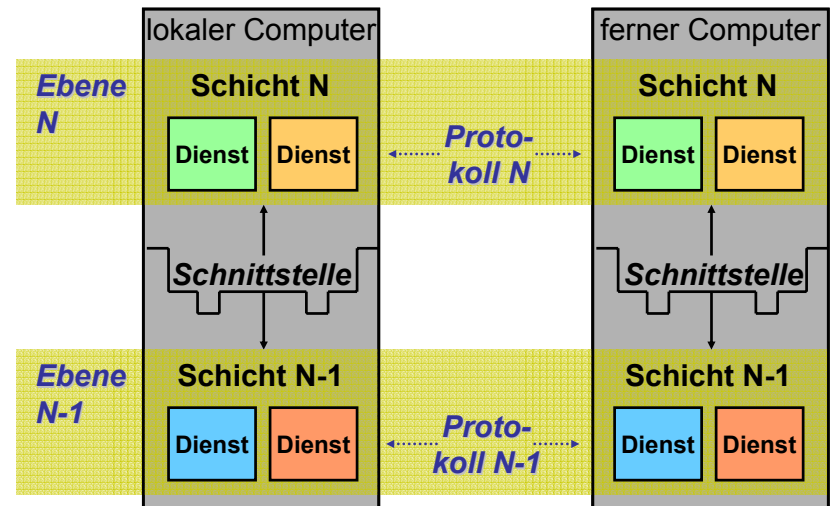 lokaler Computer
ferner Computer
Ebene
N
Schicht N
Dienst
Dienst
Proto-
koll N
Schicht N
Dienst
Dienst
Schnittstelle
Schnittstelle
Ebene
N-1
Schicht N-1
Dienst
Dienst
Proto-
koll N-1
Schicht N-1
Dienst
Dienst